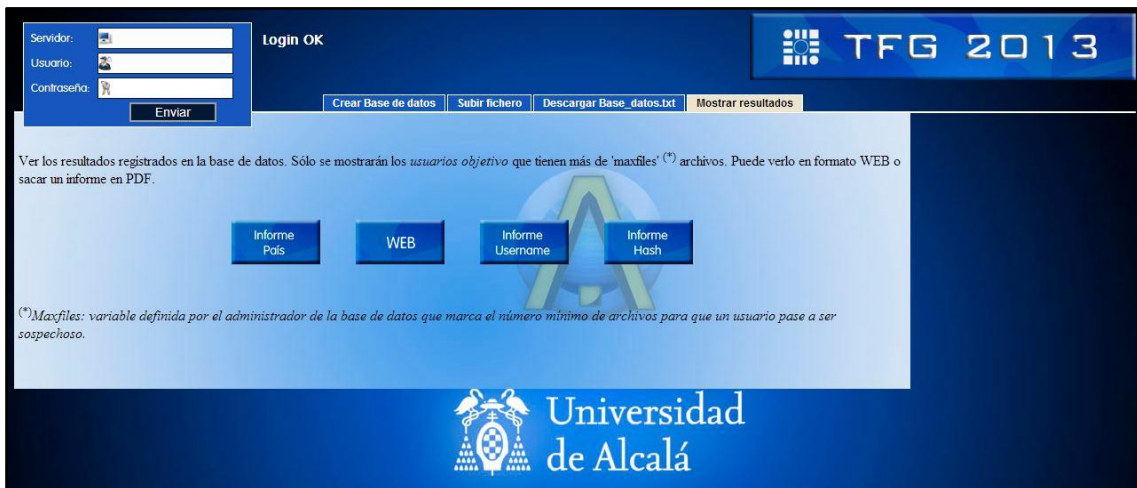 Servidor:
Login OK
Usuario:
Contraseña:
Enviar
TFG 2013
Crear Base de datos
Subir fichero
Descargar Base_datos.txt
Mostrar resultados
Ver los resultados registrados en la base de datos. Sólo se mostrarán los usuarios objetivo que tienen más de 'maxfiles' (*) archivos. Puede verlo en formato WEB o
sacar un informe en PDF.
Informe
País
WEB
Informe
Username
Informe
Hash
(*)Maxfiles: variable definida por el administrador de la base de datos que marca el número mínimo de archivos para que un usuario pase a ser
sospechoso.
Universidad
de Alcalá